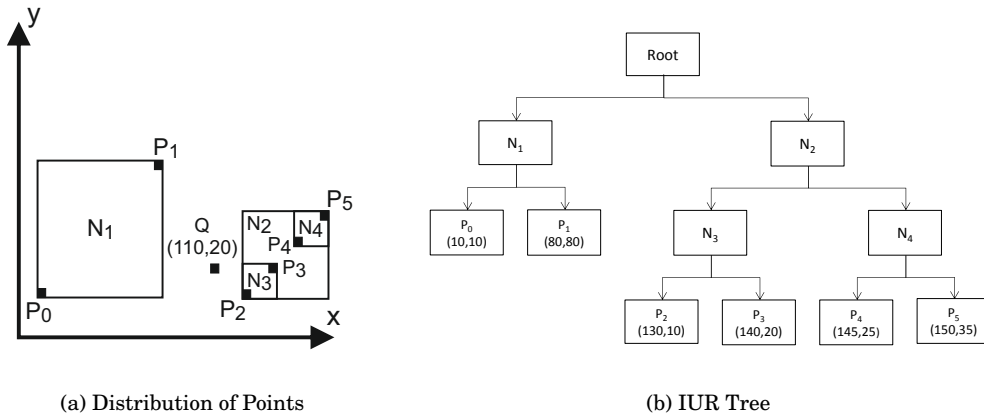 y
P1
N1
Q
(110,20)
N2
P5
N4
P4
P3
N3
P2
P0
x
(a) Distribution of Points
Root
N1
N2
P0
(10,10)
P1
(80,80)
N3
N4
P2
(130,10)
P3
(140,20)
P4
(145,25)
P5
(150,35)
(b) IUR Tree